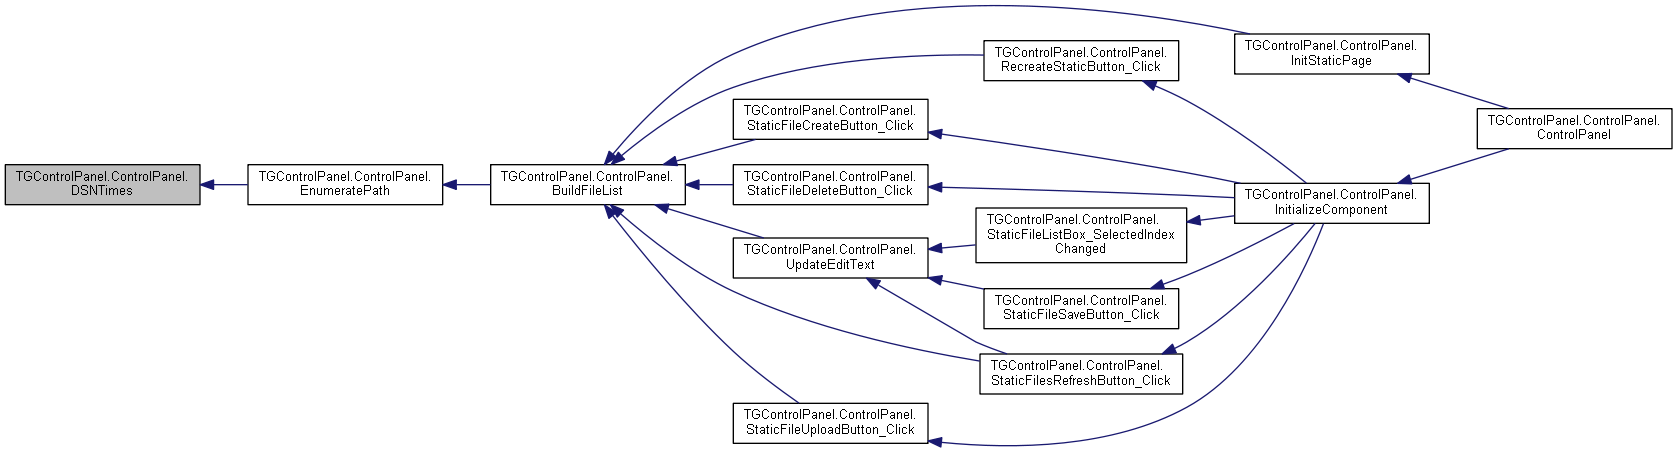 TGControlPanel.ControlPanel.
DSNTimes
TGControlPanel.ControlPanel.
EnumeratePath
TGControlPanel.ControlPanel.
BuildFileList
TGControlPanel.ControlPanel.
InitStaticPage
TGControlPanel.ControlPanel.
RecreateStaticButton_Click
TGControlPanel.ControlPanel.
StaticFileCreateButton_Click
TGControlPanel.ControlPanel.
StaticFileDeleteButton_Click
TGControlPanel.ControlPanel.
UpdateEditText
TGControlPanel.ControlPanel.
StaticFileListBox_SelectedIndex
Changed
TGControlPanel.ControlPanel.
StaticFileSaveButton_Click
TGControlPanel.ControlPanel.
StaticFilesRefreshButton_Click
TGControlPanel.ControlPanel.
StaticFileUploadButton_Click
TGControlPanel.ControlPanel.
InitializeComponent
TGControlPanel.ControlPanel.
ControlPanel